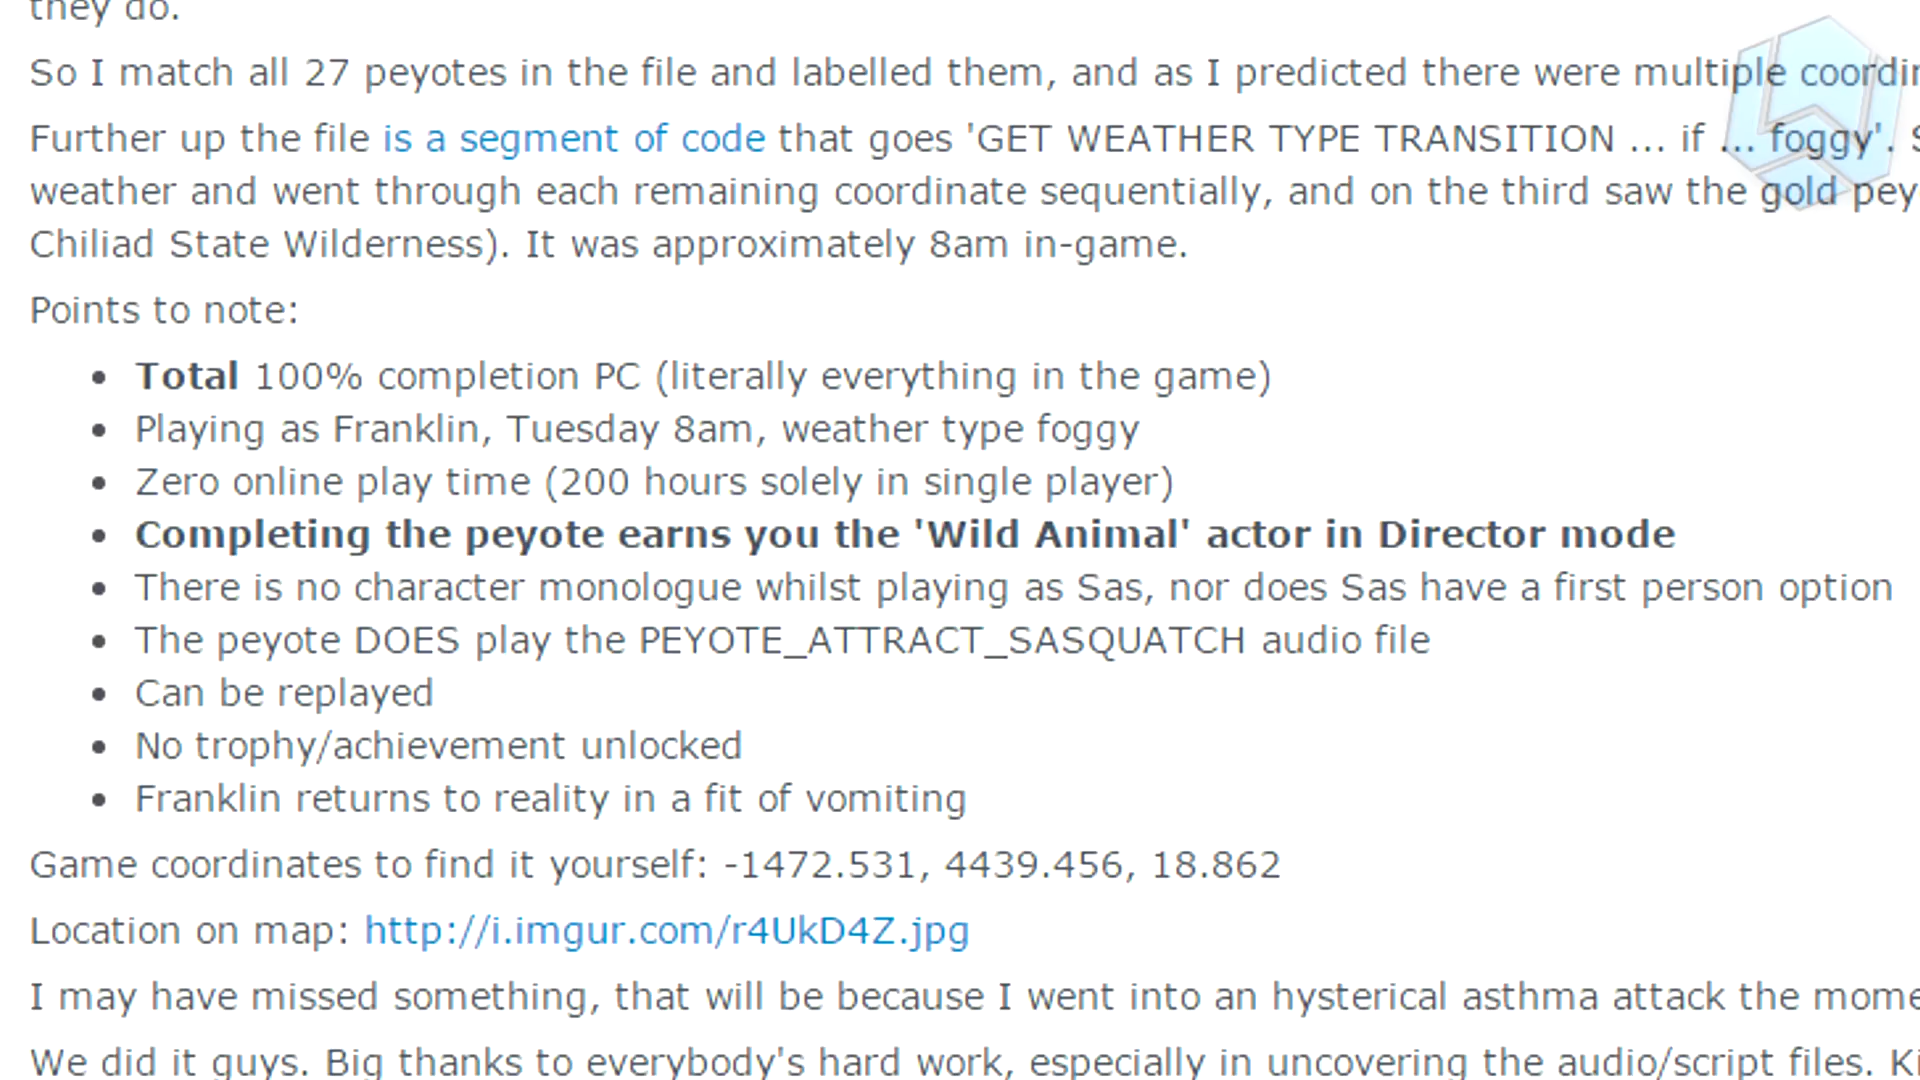 they do.
So I match all 27 peyotes in the file and labelled them, and as I predicted there were multiple coordin
Further up the file is a segment of code that goes 'GET WEATHER TYPE TRANSITION ... if ... foggy'. S
weather and went through each remaining coordinate sequentially, and on the third saw the gold pey
Chiliad State Wilderness). It was approximately 8am in-game.
Points to note:
• Total 100% completion PC (literally everything in the game)
• Playing as Franklin, Tuesday 8am, weather type foggy
• Zero online play time (200 hours solely in single player)
• Completing the peyote earns you the 'Wild Animal' actor in Director mode
• There is no character monologue whilst playing as Sas, nor does Sas have a first person option
• The peyote DOES play the PEYOTE_ATTRACT_SASQUATCH audio file
• Can be replayed
• No trophy/achievement unlocked
• Franklin returns to reality in a fit of vomiting
Game coordinates to find it yourself: -1472.531, 4439.456, 18.862
Location on map: http://i.imgur.com/r4UkD4Z.jpg
I may have missed something, that will be because I went into an hysterical asthma attack the mome
We did it guys. Big thanks to everybody's hard work, especially in uncovering the audio/script files. Ki